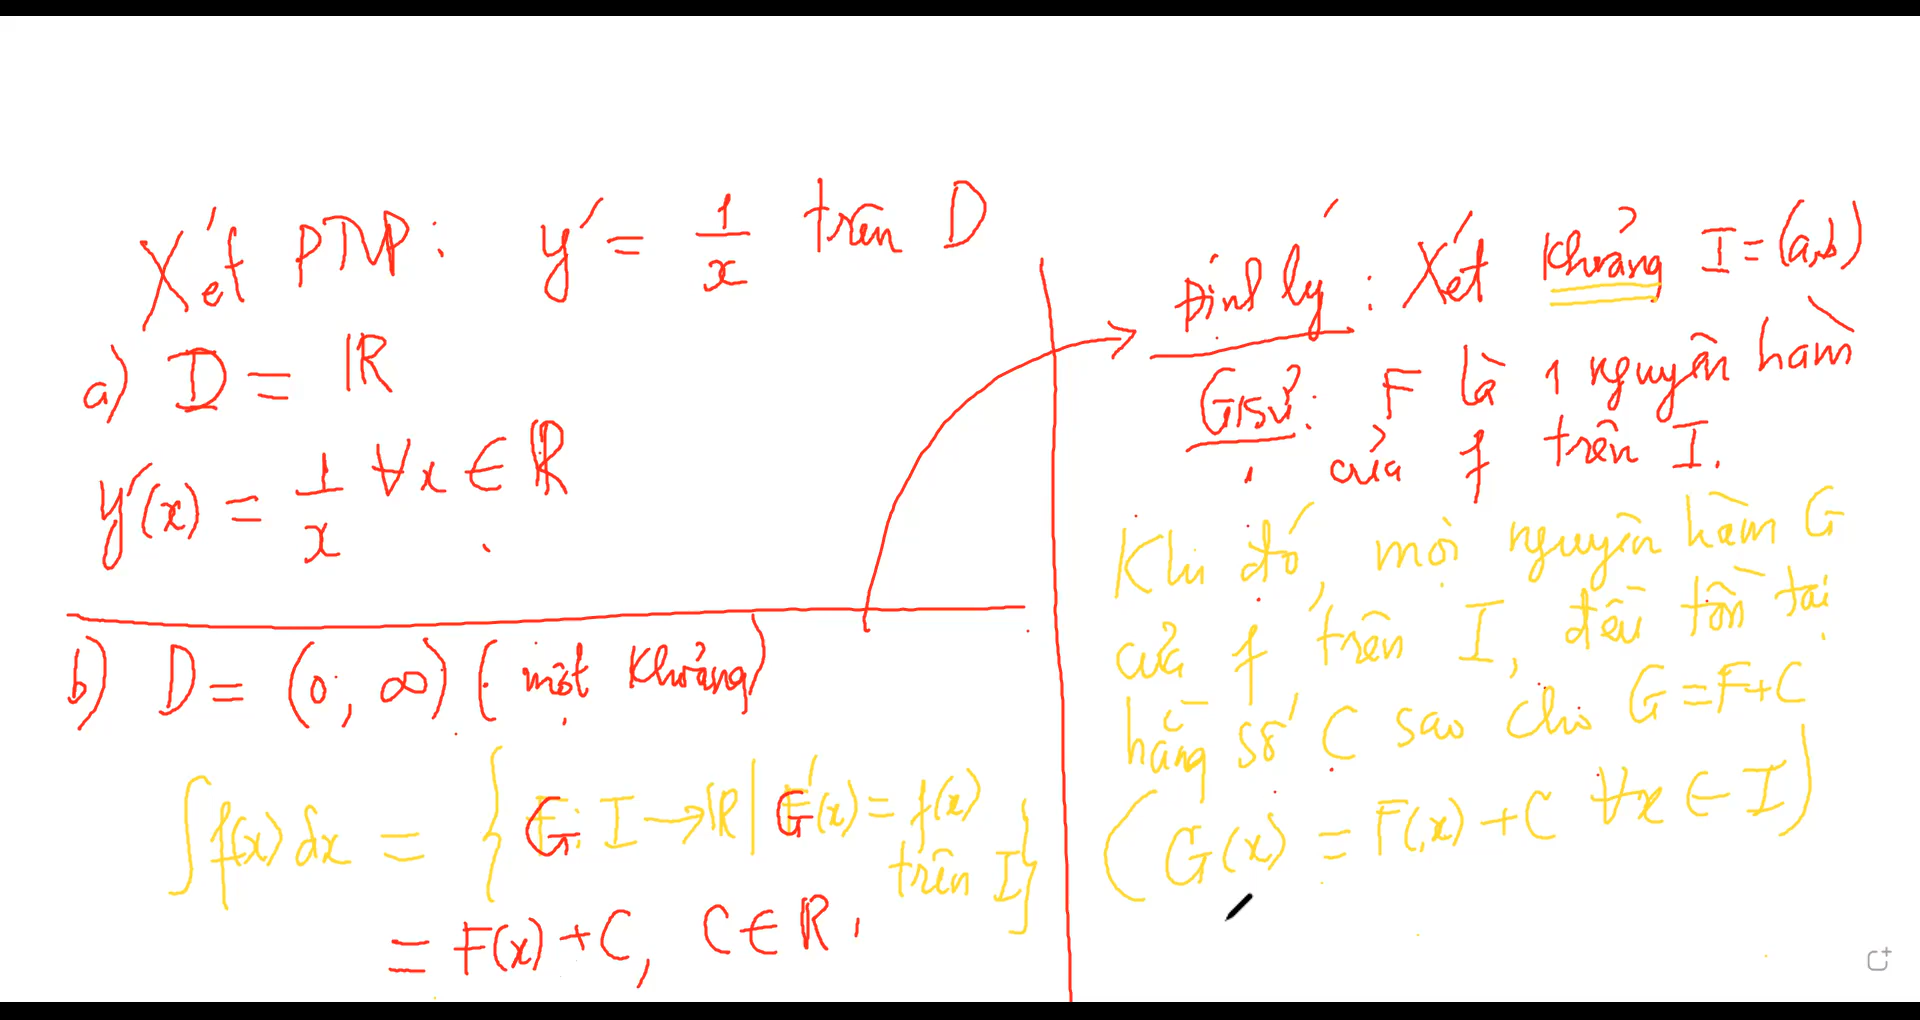 Xét PTVP: y' = 1/x trên D
a) D = ℝ
y'(x) = 1/x ∀x ∈ ℝ
b) D = (0, ∞) (một khoảng)
∫f(x) dx = { G: I → ℝ | G'(x) = f(x)
trên I }
= F(x) + C, C ∈ ℝ.
Định lý: Xét khoảng I = (a,b)
Gisử: F là 1 nguyên hàm
của f trên I.
Khi đó, mọi nguyên hàm G
của f trên I, đều tồn tại
hằng số C sao cho G = F + C
(G(x) = F(x) + C ∀x ∈ I)